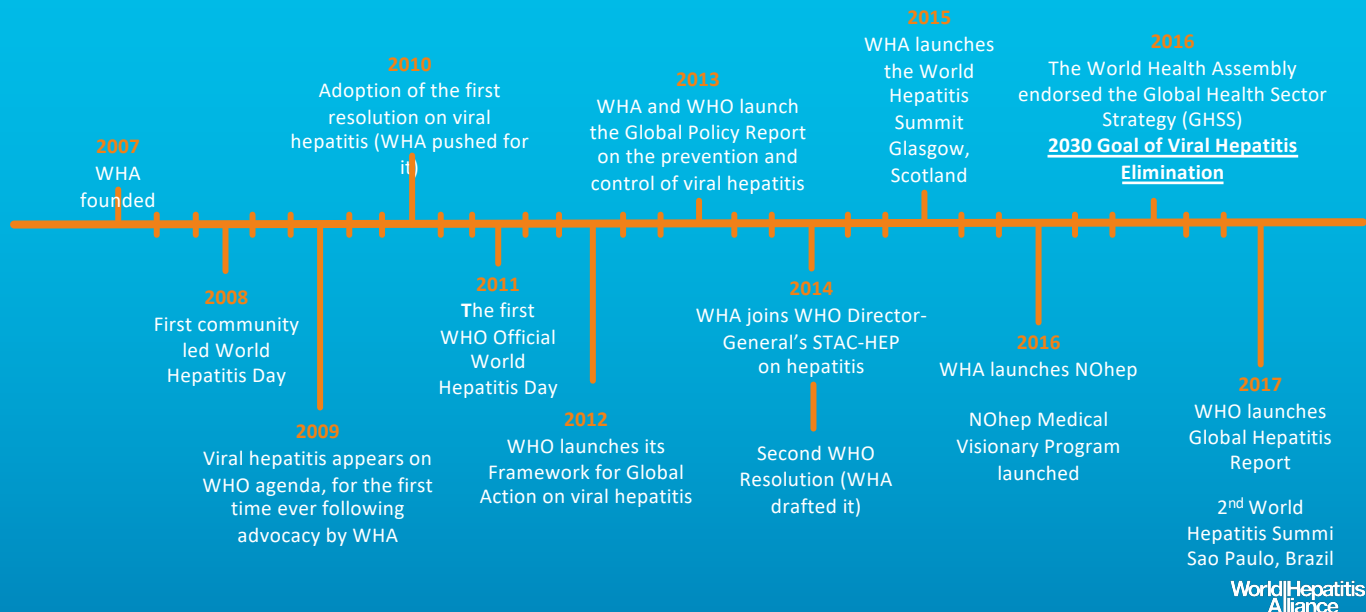 2007
WHA
founded
2008
First community
led World
Hepatitis Day
2009
Viral hepatitis appears on
WHO agenda, for the first
time ever following
advocacy by WHA
2010
Adoption of the first
resolution on viral
hepatitis (WHA pushed for
it)
2011
The first
WHO Official
World
Hepatitis Day
2012
WHO launches its
Framework for Global
Action on viral hepatitis
2013
WHA and WHO launch
the Global Policy Report
on the prevention and
control of viral hepatitis
2014
WHA joins WHO Director-
General's STAC-HEP
on hepatitis
Second WHO
Resolution (WHA
drafted it)
2015
WHA launches
the World
Hepatitis
Summit
Glasgow,
Scotland
2016
WHA launches NOhep
NOhep Medical
Visionary Program
launched
2016
The World Health Assembly
endorsed the Global Health Sector
Strategy (GHSS)
2030 Goal of Viral Hepatitis
Elimination
2017
WHO launches
Global Hepatitis
Report
2nd World
Hepatitis Summi
Sao Paulo, Brazil
World Hepatitis
Alliance